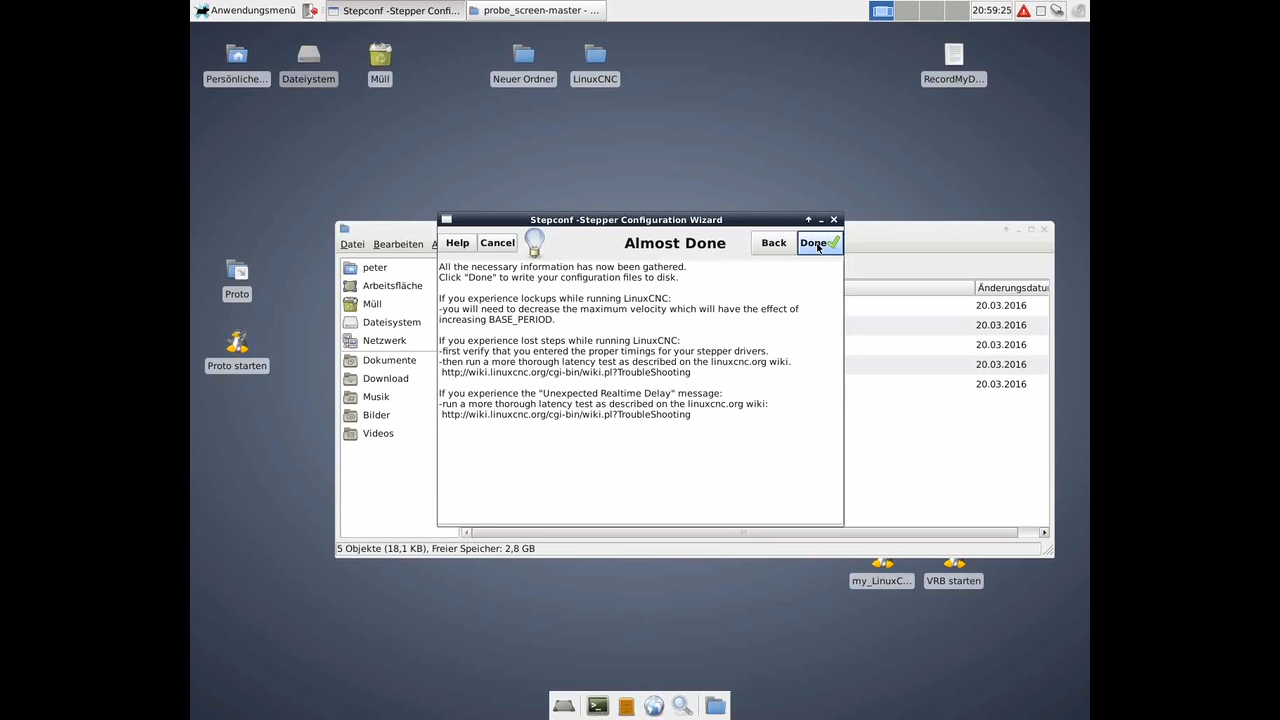 Anwendungsmenü
Stepconf -Stepper Confi...
probe_screen-master - ...
20:59:25
Persönliche...
Dateiystem
Müll
Neuer Ordner
LinuxCNC
RecordMyD...
Proto
Proto starten
Datei
Bearbeiten
peter
Arbeitsfläche
Müll
Dateisystem
Netzwerk
Dokumente
Download
Musik
Bilder
Videos
Stepconf -Stepper Configuration Wizard
Help
Cancel
Almost Done
Back
Done
All the necessary information has now been gathered.
Click "Done" to write your configuration files to disk.
If you experience lockups while running LinuxCNC:
-you will need to decrease the maximum velocity which will have the effect of
increasing BASE_PERIOD.
If you experience lost steps while running LinuxCNC:
-first verify that you entered the proper timings for your stepper drivers.
-then run a more thorough latency test as described on the linuxcnc.org wiki.
http://wiki.linuxcnc.org/cgi-bin/wiki.pl?TroubleShooting
If you experience the "Unexpected Realtime Delay" message:
-run a more thorough latency test as described on the linuxcnc.org wiki:
http://wiki.linuxcnc.org/cgi-bin/wiki.pl?TroubleShooting
Änderungsdatu
20.03.2016
20.03.2016
20.03.2016
20.03.2016
20.03.2016
5 Objekte (18,1 KB), Freier Speicher: 2,8 GB
my_LinuxC...
VRB starten